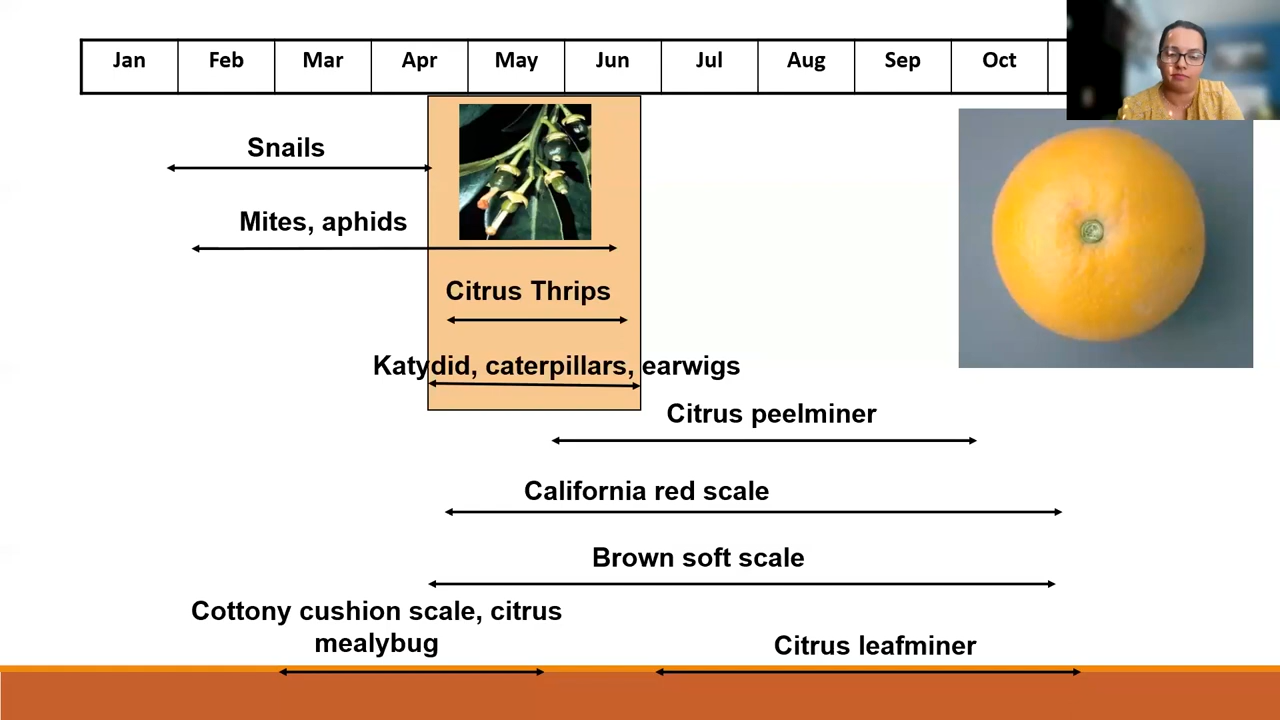 Jan Feb Mar Apr May Jun Jul Aug Sep Oct
Snails
Mites, aphids
Citrus Thrips
Katydid, caterpillars, earwigs
Citrus peelminer
California red scale
Brown soft scale
Cottony cushion scale, citrus
mealybug
Citrus leafminer